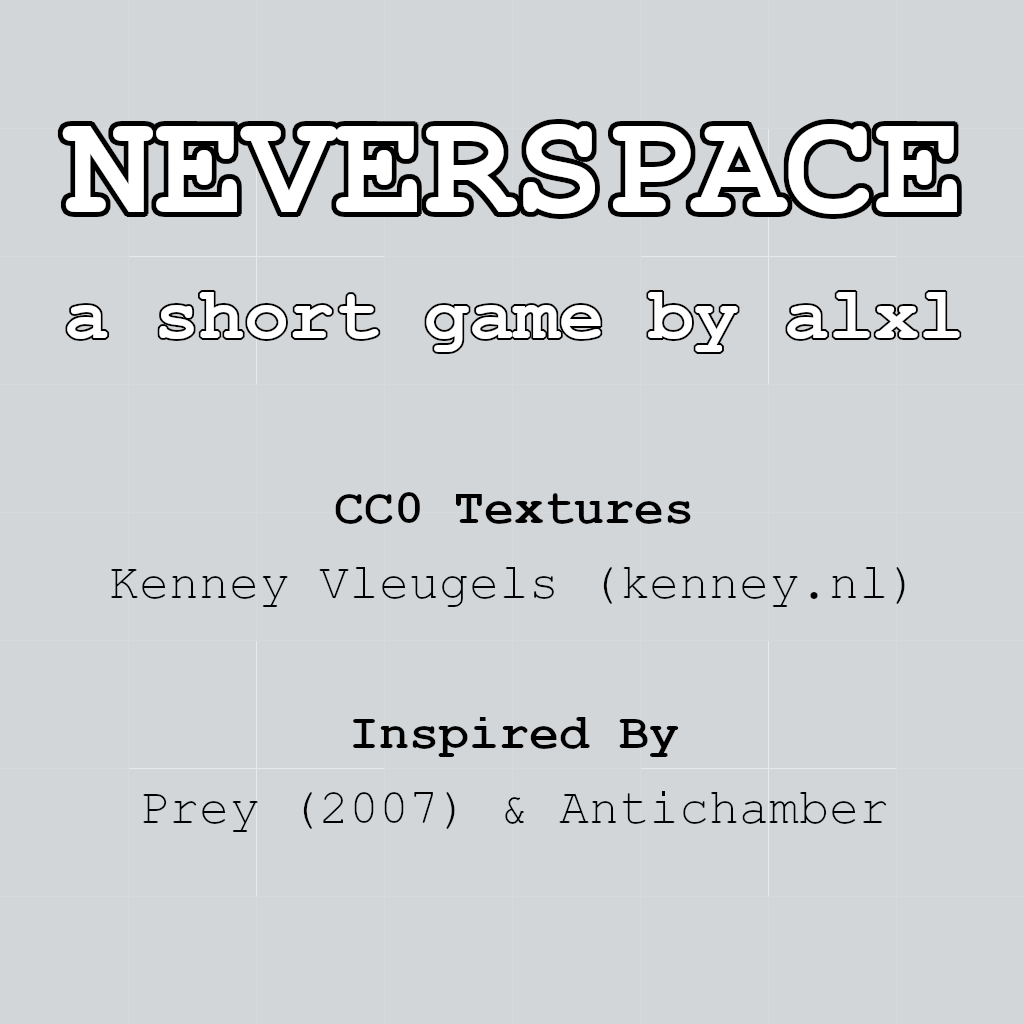 NEVERSPACE
a short game by alxl
CC0 Textures
Kenney Vleugels (kenney.nl)
Inspired By
Prey (2007) & Antichamber